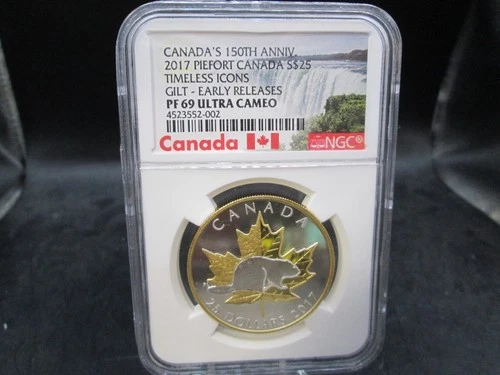 CANADA'S 150TH ANNIV.
2017 PIEFORT CANADA S$25
TIMELESS ICONS
GILT - EARLY RELEASES
PF 69 ULTRA CAMEO
4523552-002
Canada
NGC®
CANADA
25 DOLLARS 2017